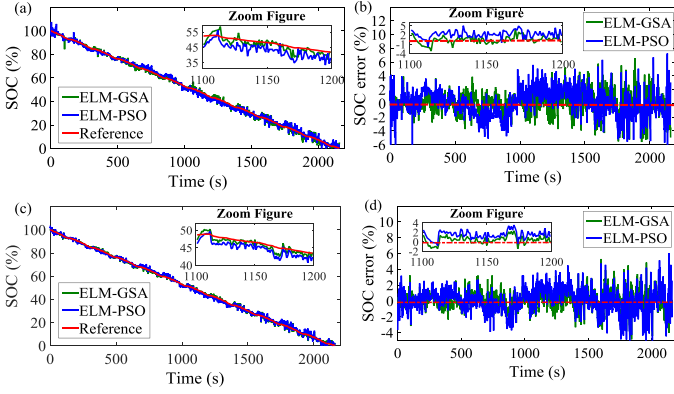 (a)
Zoom Figure
55
45
35
1100
1150
1200
100
80
60
40
20
0
SOC (%)
ELM-GSA
ELM-PSO
Reference
0
500
1000
1500
2000
Time (s)
(b)
Zoom Figure
5
2
-1
-4
1100
1150
1200
12
10
8
6
4
2
0
-2
-4
-6
SOC error (%)
ELM-GSA
ELM-PSO
0
500
1000
1500
2000
Time (s)
(c)
Zoom Figure
50
45
40
1100
1150
1200
100
80
60
40
20
0
SOC (%)
ELM-GSA
ELM-PSO
Reference
0
500
1000
1500
2000
Time (s)
(d)
Zoom Figure
4
2
0
-2
1100
1150
1200
10
8
6
4
2
0
-2
-4
SOC error (%)
ELM-GSA
ELM-PSO
0
500
1000
1500
2000
Time (s)